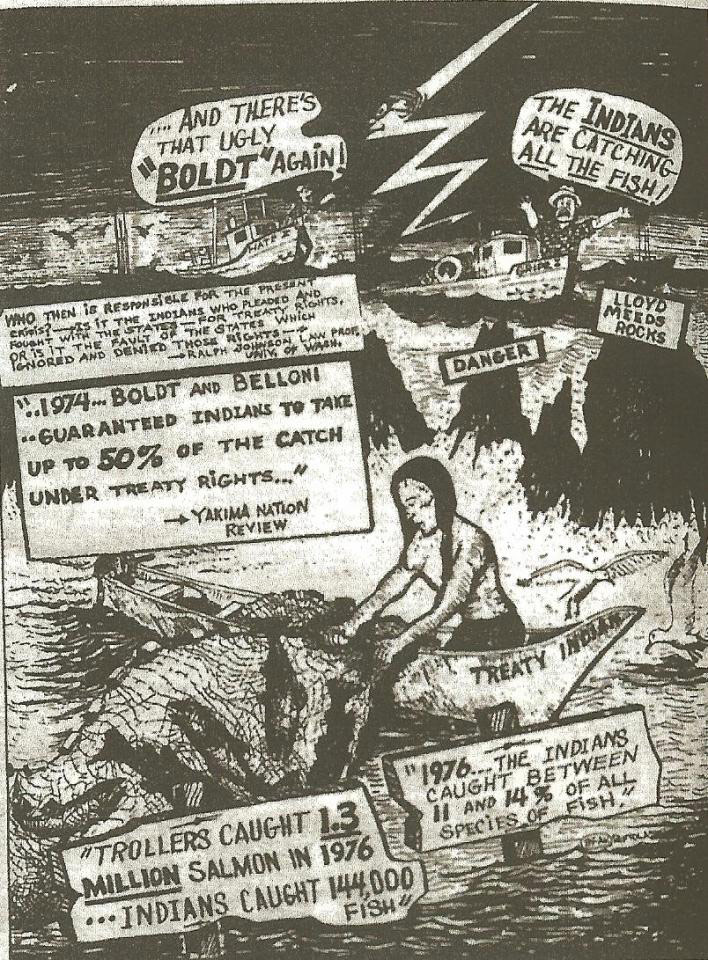 .... AND THERE'S
THAT UGLY
"BOLDT" AGAIN!
THE INDIANS
ARE CATCHING
ALL THE FISH!
WHO THEN IS RESPONSIBLE FOR THE PRESENT
CRISIS?—IS IT THE INDIANS WHO PLEADED AND
FOUGHT WITH THE STATES—FOR TREATY RIGHTS,
OR IS IT THE FAULT OF THE STATES WHICH
IGNORED AND DENIED THOSE RIGHTS—
RALPH JOHNSON LAW PROF.
UNIV. OF WASH.
LLOYD
MEEDS
ROCKS
DANGER
"..1974... BOLDT AND BELLONI
..GUARANTEED INDIANS TO TAKE
UP TO 50% OF THE CATCH
UNDER TREATY RIGHTS..."
→ YAKIMA NATION
REVIEW
TREATY INDIAN
"1976... THE INDIANS
CAUGHT BETWEEN
11 AND 14% OF ALL
SPECIES OF FISH."
"TROLLERS CAUGHT 1.3
MILLION SALMON IN 1976
... INDIANS CAUGHT 144,000
FISH"